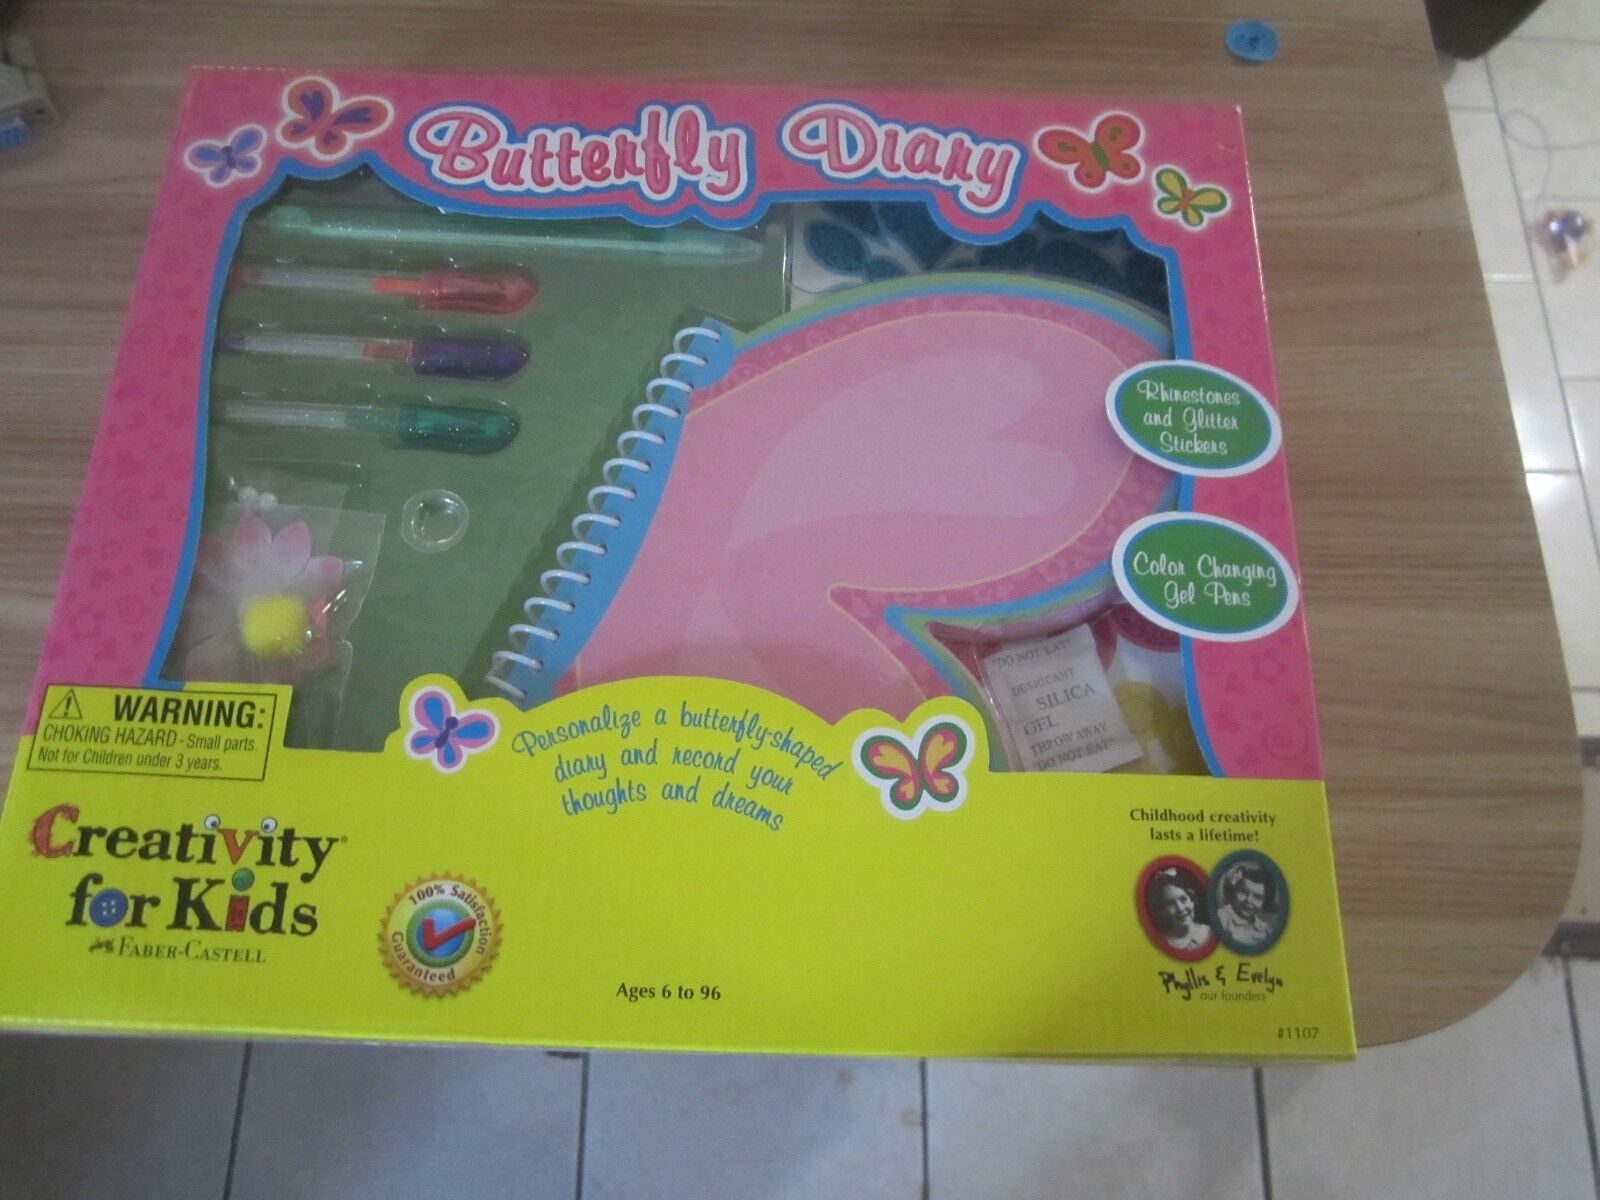 Butterfly Diary
Rhinestones
and Glitter
Stickers
Color Changing
Gel Pens
"DO NOT EAT"
DESICCANT
SILICA
GEL
THROW AWAY
"DO NOT EAT"
WARNING:
CHOKING HAZARD - Small parts.
Not for Children under 3 years.
Personalize a butterfly-shaped
diary and record your
thoughts and dreams
Creativity®
for Kids
FABER-CASTELL
100% Satisfaction
Guaranteed
Ages 6 to 96
Childhood creativity
lasts a lifetime!
Phyllis & Evelyn
our founders
#1107